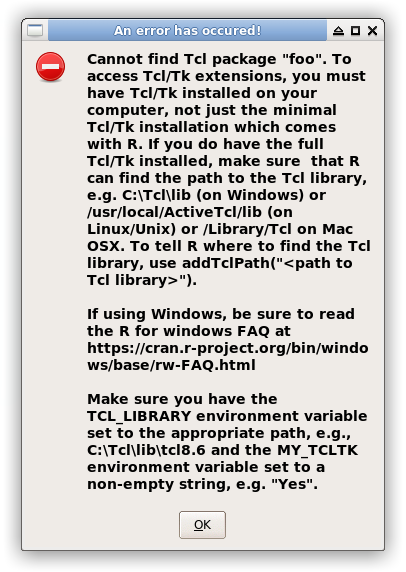 An error has occured!
Cannot find Tcl package "foo". To
access Tcl/Tk extensions, you must
have Tcl/Tk installed on your
computer, not just the minimal
Tcl/Tk installation which comes
with R. If you do have the full
Tcl/Tk installed, make sure  that R
can find the path to the Tcl library,
e.g. C:\Tcl\lib (on Windows) or
/usr/local/ActiveTcl/lib (on
Linux/Unix) or /Library/Tcl on Mac
OSX. To tell R where to find the Tcl
library, use addTclPath("<path to
Tcl library>").
If using Windows, be sure to read
the R for windows FAQ at
https://cran.r-project.org/bin/windo
ws/base/rw-FAQ.html
Make sure you have the
TCL_LIBRARY environment variable
set to the appropriate path, e.g.,
C:\Tcl\lib\tcl8.6 and the MY_TCLTK
environment variable set to a
non-empty string, e.g. "Yes".
OK